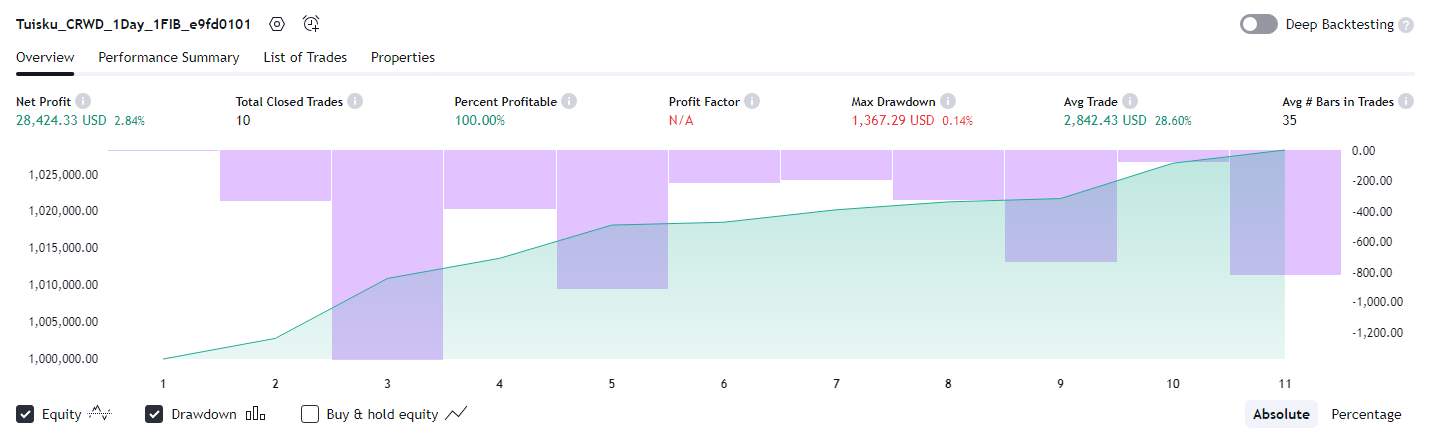 Tuisku_CRWD_1Day_1FIB_e9fd0101
Deep Backtesting ?
Overview Performance Summary List of Trades Properties
Net Profit i Total Closed Trades i Percent Profitable i Profit Factor i Max Drawdown i Avg Trade i Avg # Bars in Trades i
28,424.33 USD 2.84% 10 100.00% N/A 1,367.29 USD 0.14% 2,842.43 USD 28.60% 35
0.00
1,025,000.00
-200.00
1,020,000.00
-400.00
1,015,000.00
-600.00
1,010,000.00
-800.00
1,005,000.00
-1,000.00
1,000,000.00
-1,200.00
1 2 3 4 5 6 7 8 9 10 11
Equity Drawdown Buy & hold equity Absolute Percentage